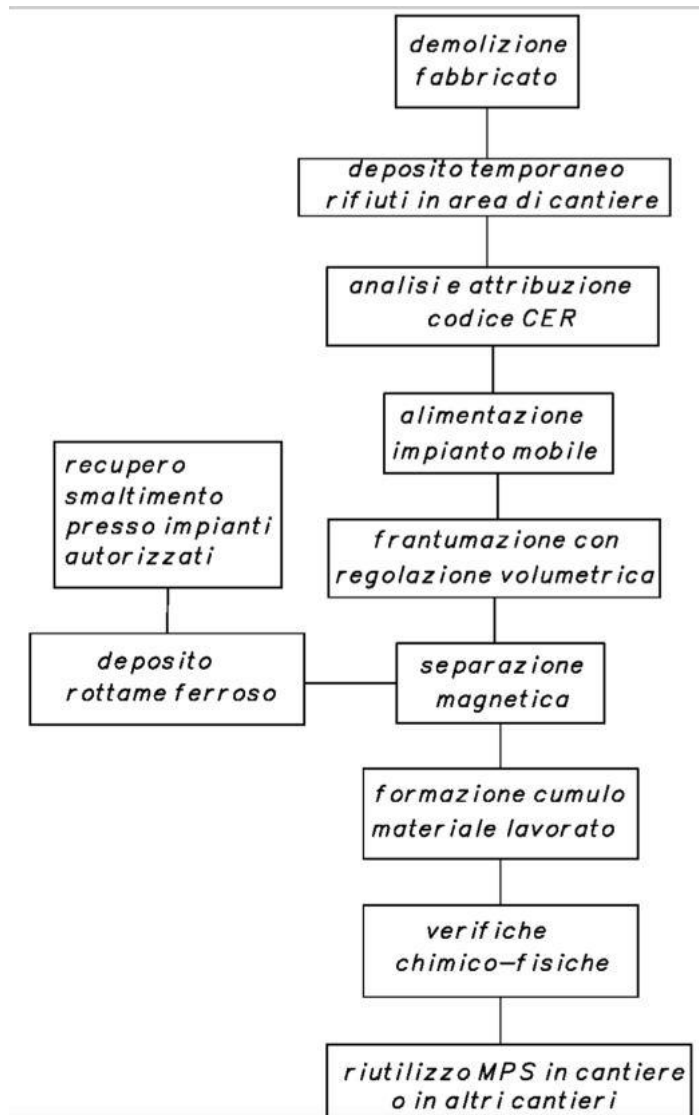 demolizione
fabbricato
deposito temporaneo
rifiuti in area di cantiere
analisi e attribuzione
codice CER
alimentazione
impianto mobile
recupero
smaltimento
presso impianti
autorizzati
frantumazione con
regolazione volumetrica
deposito
rottame ferroso
separazione
magnetica
formazione cumulo
materiale lavorato
verifiche
chimico-fisiche
riutilizzo MPS in cantiere
o in altri cantieri